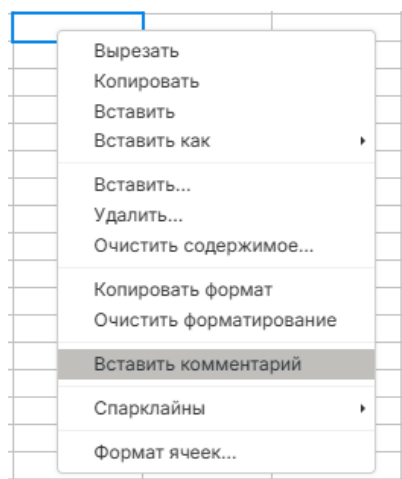 Вырезать
Копировать
Вставить
Вставить как
Вставить...
Удалить...
Очистить содержимое...
Копировать формат
Очистить форматирование
Вставить комментарий
Спарклайны
Формат ячеек...